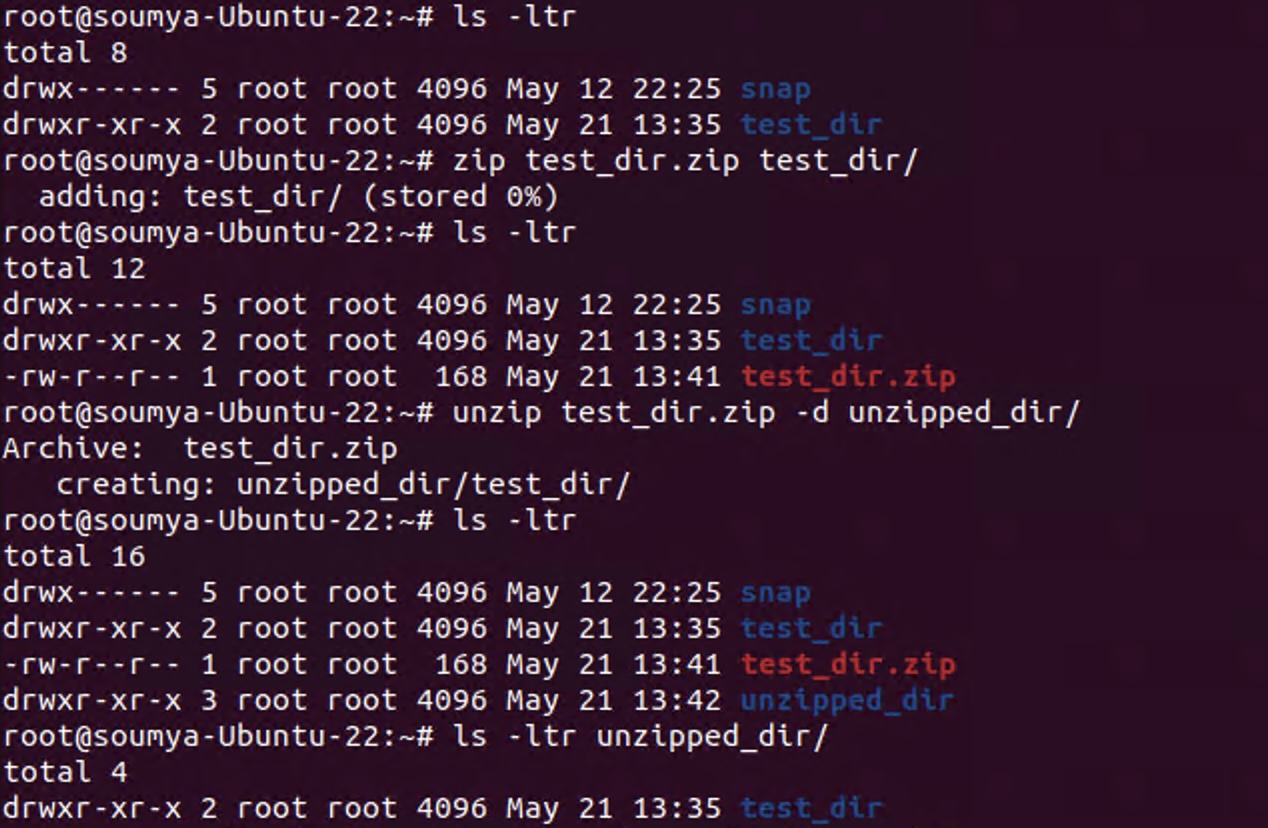 root@soumya-Ubuntu-22:~# ls -ltr
total 8
drwx------ 5 root root 4096 May 12 22:25 snap
drwxr-xr-x 2 root root 4096 May 21 13:35 test_dir
root@soumya-Ubuntu-22:~# zip test_dir.zip test_dir/
  adding: test_dir/ (stored 0%)
root@soumya-Ubuntu-22:~# ls -ltr
total 12
drwx------ 5 root root 4096 May 12 22:25 snap
drwxr-xr-x 2 root root 4096 May 21 13:35 test_dir
-rw-r--r-- 1 root root  168 May 21 13:41 test_dir.zip
root@soumya-Ubuntu-22:~# unzip test_dir.zip -d unzipped_dir/
Archive:  test_dir.zip
   creating: unzipped_dir/test_dir/
root@soumya-Ubuntu-22:~# ls -ltr
total 16
drwx------ 5 root root 4096 May 12 22:25 snap
drwxr-xr-x 2 root root 4096 May 21 13:35 test_dir
-rw-r--r-- 1 root root  168 May 21 13:41 test_dir.zip
drwxr-xr-x 3 root root 4096 May 21 13:42 unzipped_dir
root@soumya-Ubuntu-22:~# ls -ltr unzipped_dir/
total 4
drwxr-xr-x 2 root root 4096 May 21 13:35 test_dir